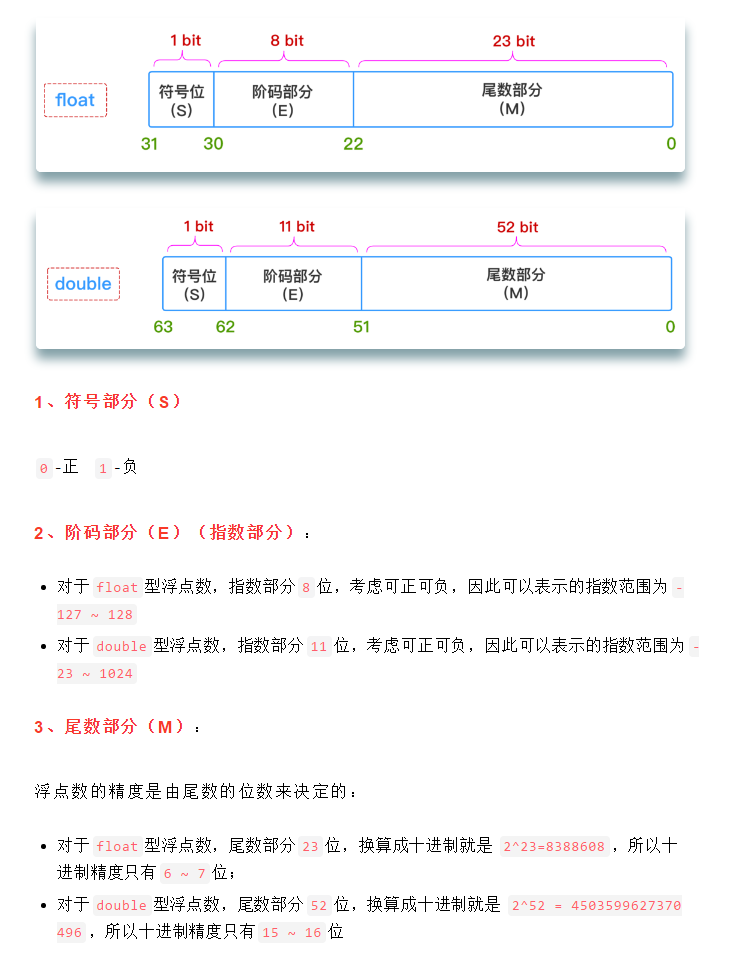 1 bit 8 bit 23 bit
float 符号位 (S) 阶码部分 (E) 尾数部分 (M)
31 30 22 0
1 bit 11 bit 52 bit
double 符号位 (S) 阶码部分 (E) 尾数部分 (M)
63 62 51 0
1、符号部分（S）
0-正 1-负
2、阶码部分（E）（指数部分）：
• 对于 float 型浮点数，指数部分 8 位，考虑可正可负，因此可以表示的指数范围为 -
127 ~ 128
• 对于 double 型浮点数，指数部分 11 位，考虑可正可负，因此可以表示的指数范围为 -
23 ~ 1024
3、尾数部分（M）：
浮点数的精度是由尾数的位数来决定的：
• 对于 float 型浮点数，尾数部分 23 位，换算成十进制就是 2^23=8388608，所以十
进制精度只有 6 ~ 7 位；
• 对于 double 型浮点数，尾数部分 52 位，换算成十进制就是 2^52 = 4503599627370
496，所以十进制精度只有 15 ~ 16 位